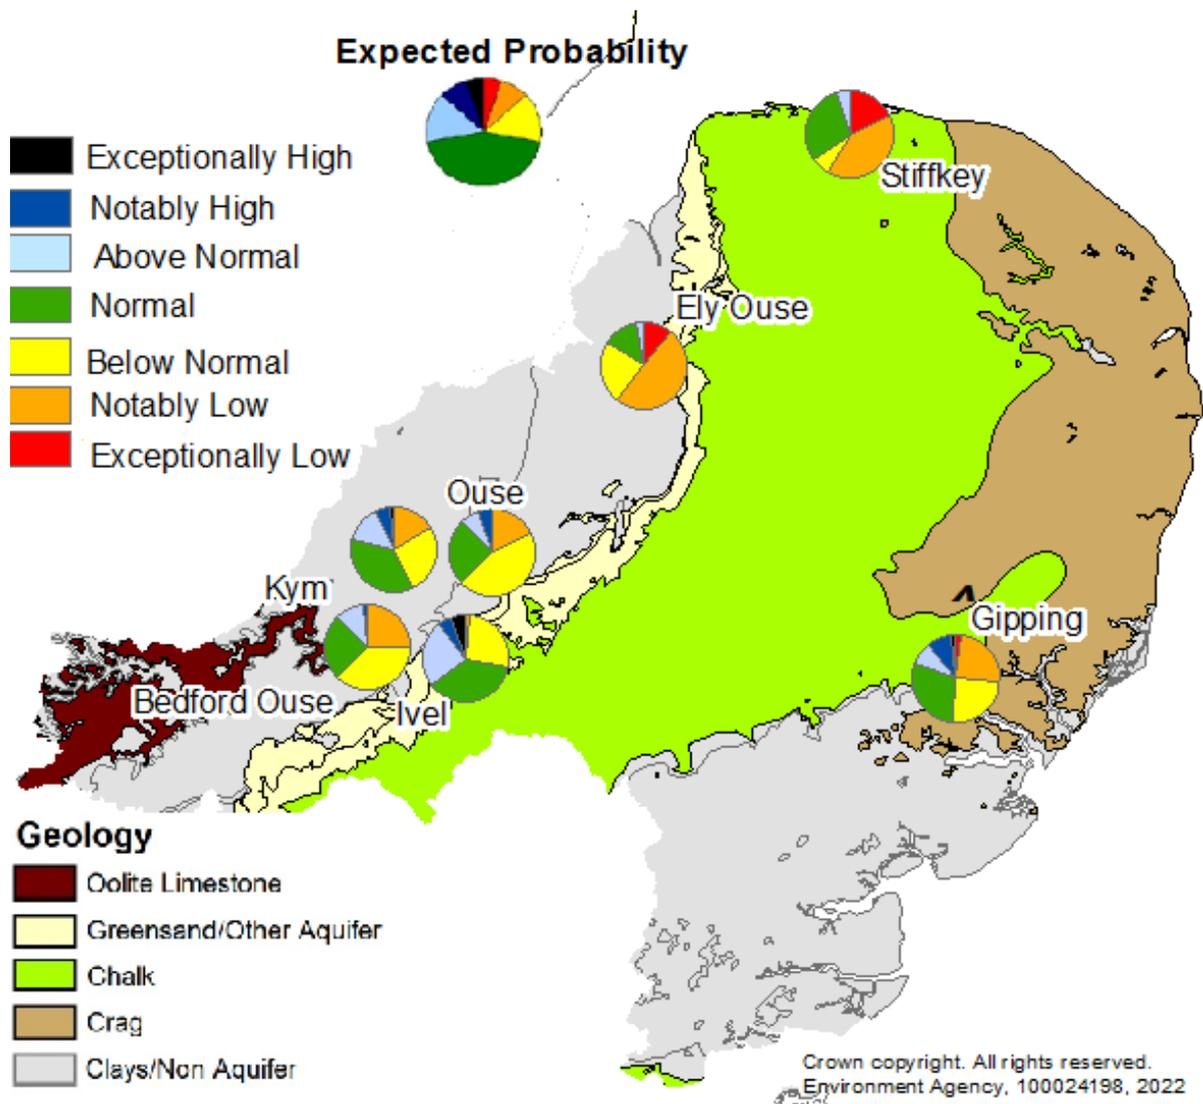 Expected Probability
Exceptionally High
Notably High
Above Normal
Normal
Below Normal
Notably Low
Exceptionally Low
Stiffkey
Ely Ouse
Ouse
Kym
Gipping
Bedford Ouse
Ivel
Geology
Oolite Limestone
Greensand/Other Aquifer
Chalk
Crag
Clays/Non Aquifer
Crown copyright. All rights reserved.
Environment Agency, 100024198, 2022